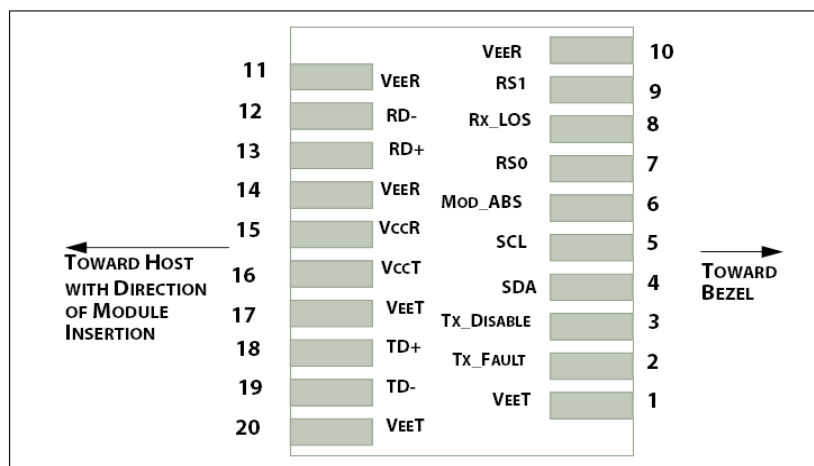 11 VEER
12 RD-
13 RD+
14 VEER
15 VCCR
16 VCCT
17 VEET
18 TD+
19 TD-
20 VEET
TOWARD HOST
WITH DIRECTION
OF MODULE
INSERTION
VEER 10
RS1 9
RX_LOS 8
RS0 7
MOD_ABS 6
SCL 5
SDA 4
TX_DISABLE 3
TX_FAULT 2
VEET 1
TOWARD
BEZEL